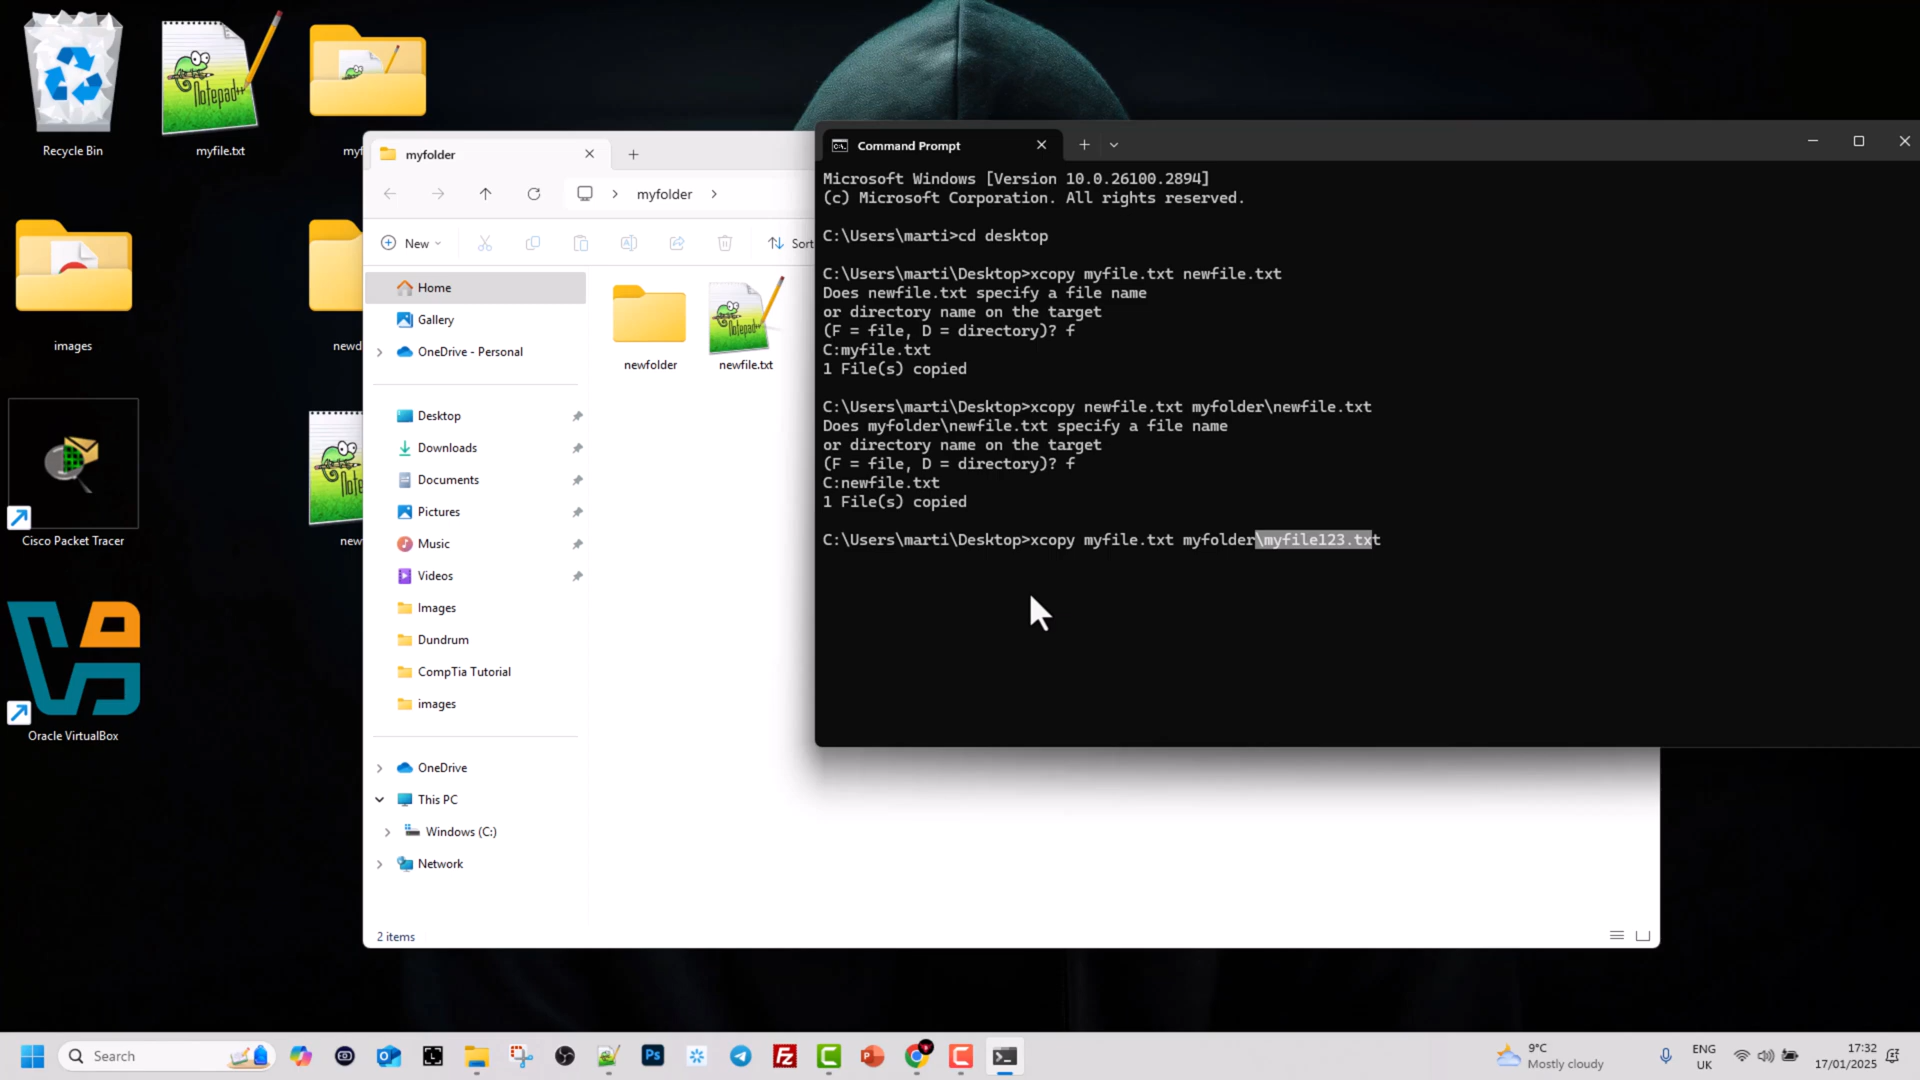 Recycle Bin
myfile.txt
myf
images
newd
Cisco Packet Tracer
new
Oracle VirtualBox
Notepad++
myfolder
myfolder
New
Sort
Home
Gallery
OneDrive - Personal
Desktop
Downloads
Documents
Pictures
Music
Videos
Images
Dundrum
CompTia Tutorial
images
OneDrive
This PC
Windows (C:)
Network
newfolder
newfile.txt
2 items
Command Prompt
Microsoft Windows [Version 10.0.26100.2894]
(c) Microsoft Corporation. All rights reserved.
C:\Users\marti>cd desktop
C:\Users\marti\Desktop>xcopy myfile.txt newfile.txt
Does newfile.txt specify a file name
or directory name on the target
(F = file, D = directory)? f
C:myfile.txt
1 File(s) copied
C:\Users\marti\Desktop>xcopy newfile.txt myfolder\newfile.txt
Does myfolder\newfile.txt specify a file name
or directory name on the target
(F = file, D = directory)? f
C:newfile.txt
1 File(s) copied
C:\Users\marti\Desktop>xcopy myfile.txt myfolder\myfile123.txt
Search
Ps
Fz
9°C
Mostly cloudy
ENG
UK
17:32
17/01/2025